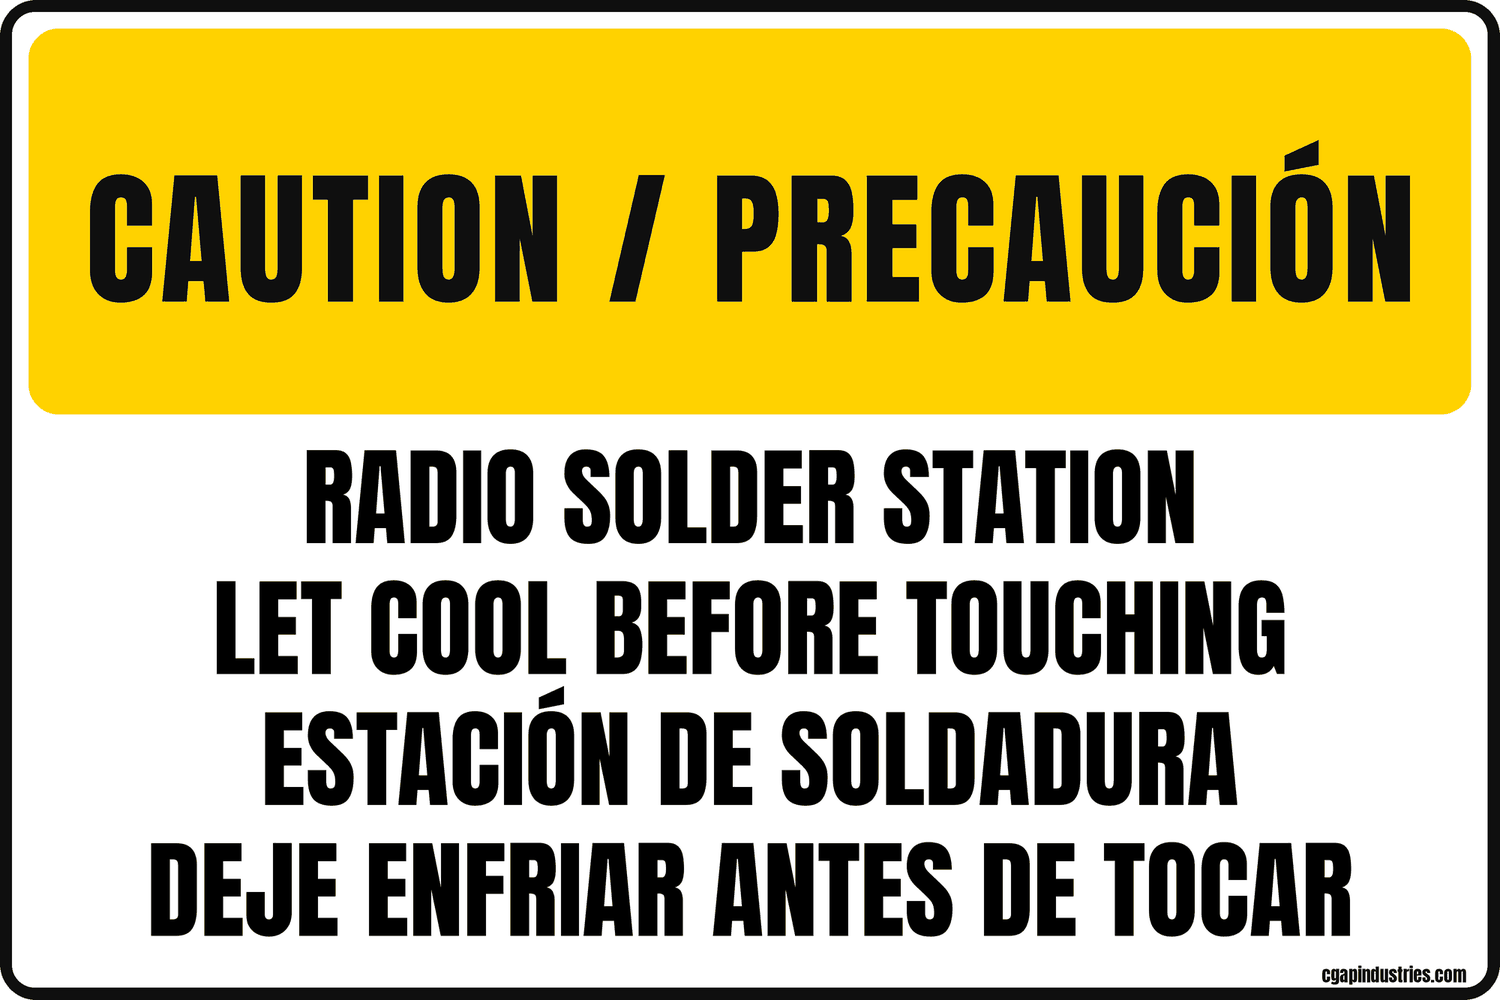 CAUTION / PRECAUCIÓN
RADIO SOLDER STATION
LET COOL BEFORE TOUCHING
ESTACIÓN DE SOLDADURA
DEJE ENFRIAR ANTES DE TOCAR
cgapindustries.com